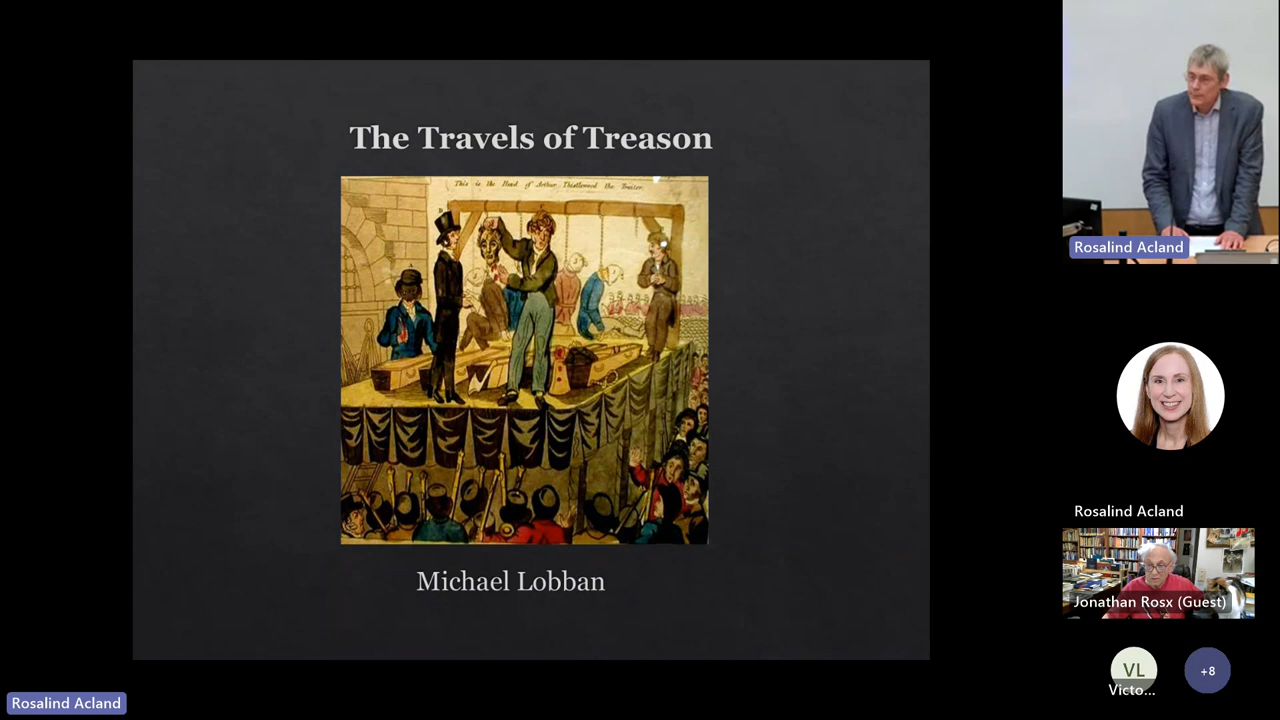 The Travels of Treason
This is the Head of Arthur Thistlewood the Traitor.
Michael Lobban
Rosalind Acland
Rosalind Acland
Jonathan Rosx (Guest)
VL
Victo...
+8
Rosalind Acland